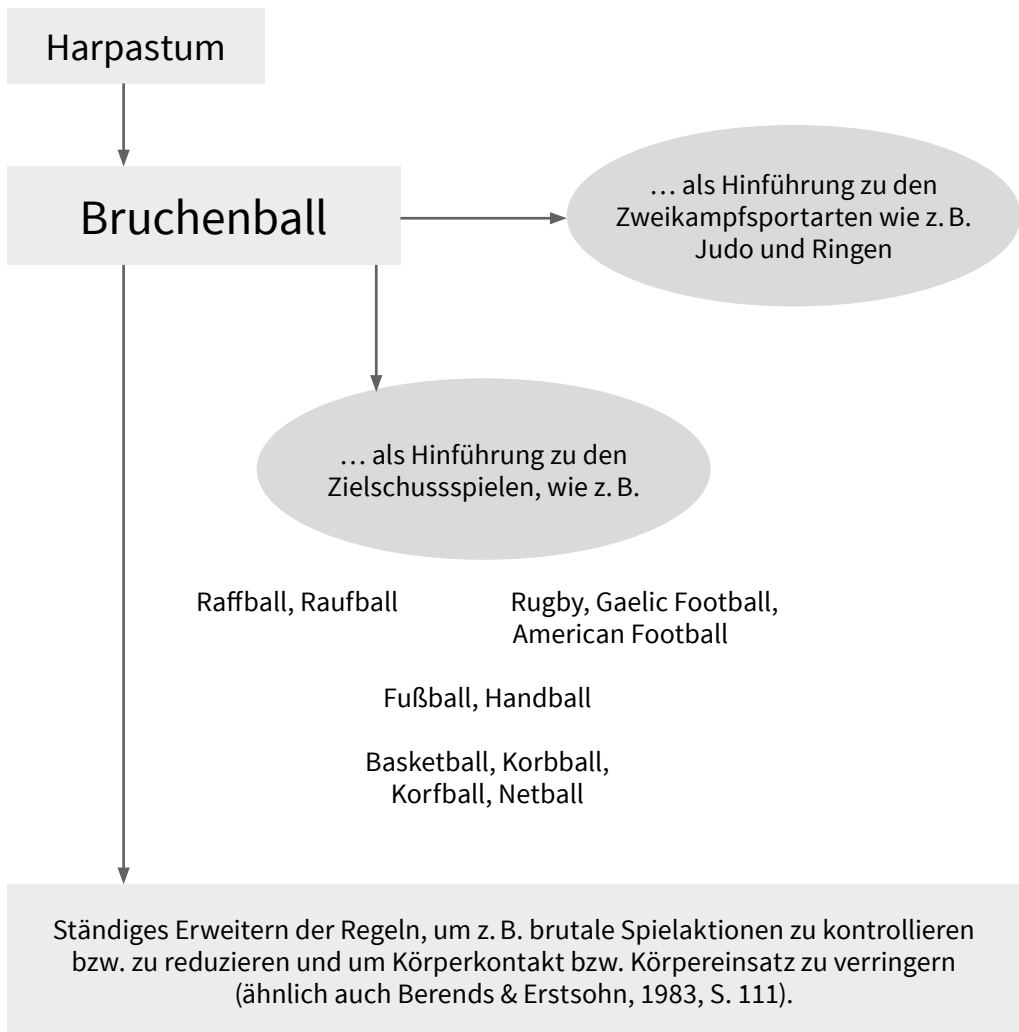 Harpastum
Bruchenball
… als Hinführung zu den
Zweikampfsportarten wie z. B.
Judo und Ringen
… als Hinführung zu den
Zielschussspielen, wie z. B.
Raffball, Raufball
Rugby, Gaelic Football,
American Football
Fußball, Handball
Basketball, Korbball,
Korfball, Netball
Ständiges Erweitern der Regeln, um z. B. brutale Spielaktionen zu kontrollieren
bzw. zu reduzieren und um Körperkontakt bzw. Körpereinsatz zu verringern
(ähnlich auch Berends & Erstsohn, 1983, S. 111).